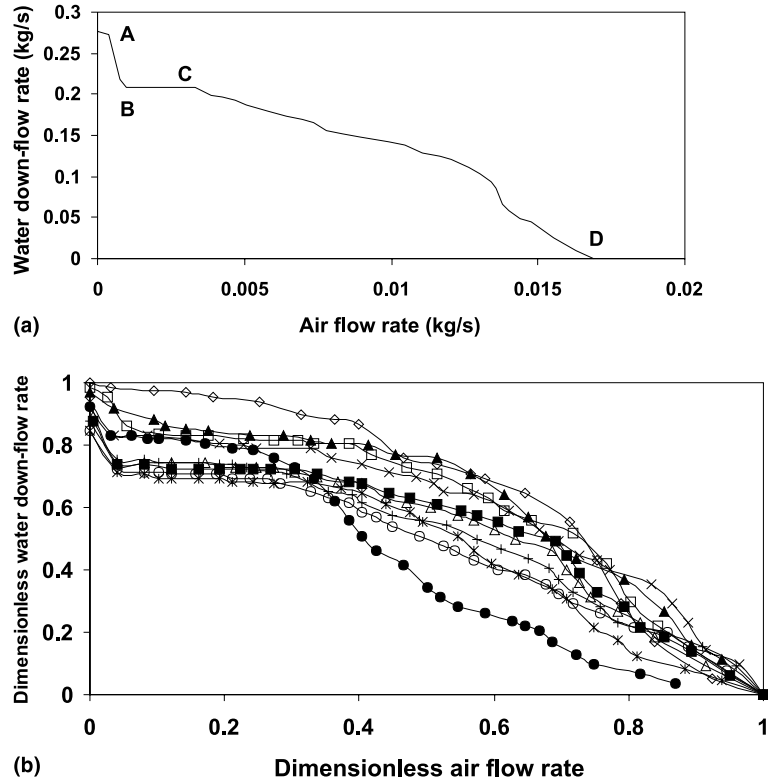 Water down-flow rate (kg/s)
0.3
0.25
0.2
0.15
0.1
0.05
0
A
B
C
D
0
0.005
0.01
0.015
0.02
Air flow rate (kg/s)
(a)
Dimensionless water down-flow rate
1
0.8
0.6
0.4
0.2
0
0
0.2
0.4
0.6
0.8
1
Dimensionless air flow rate
(b)